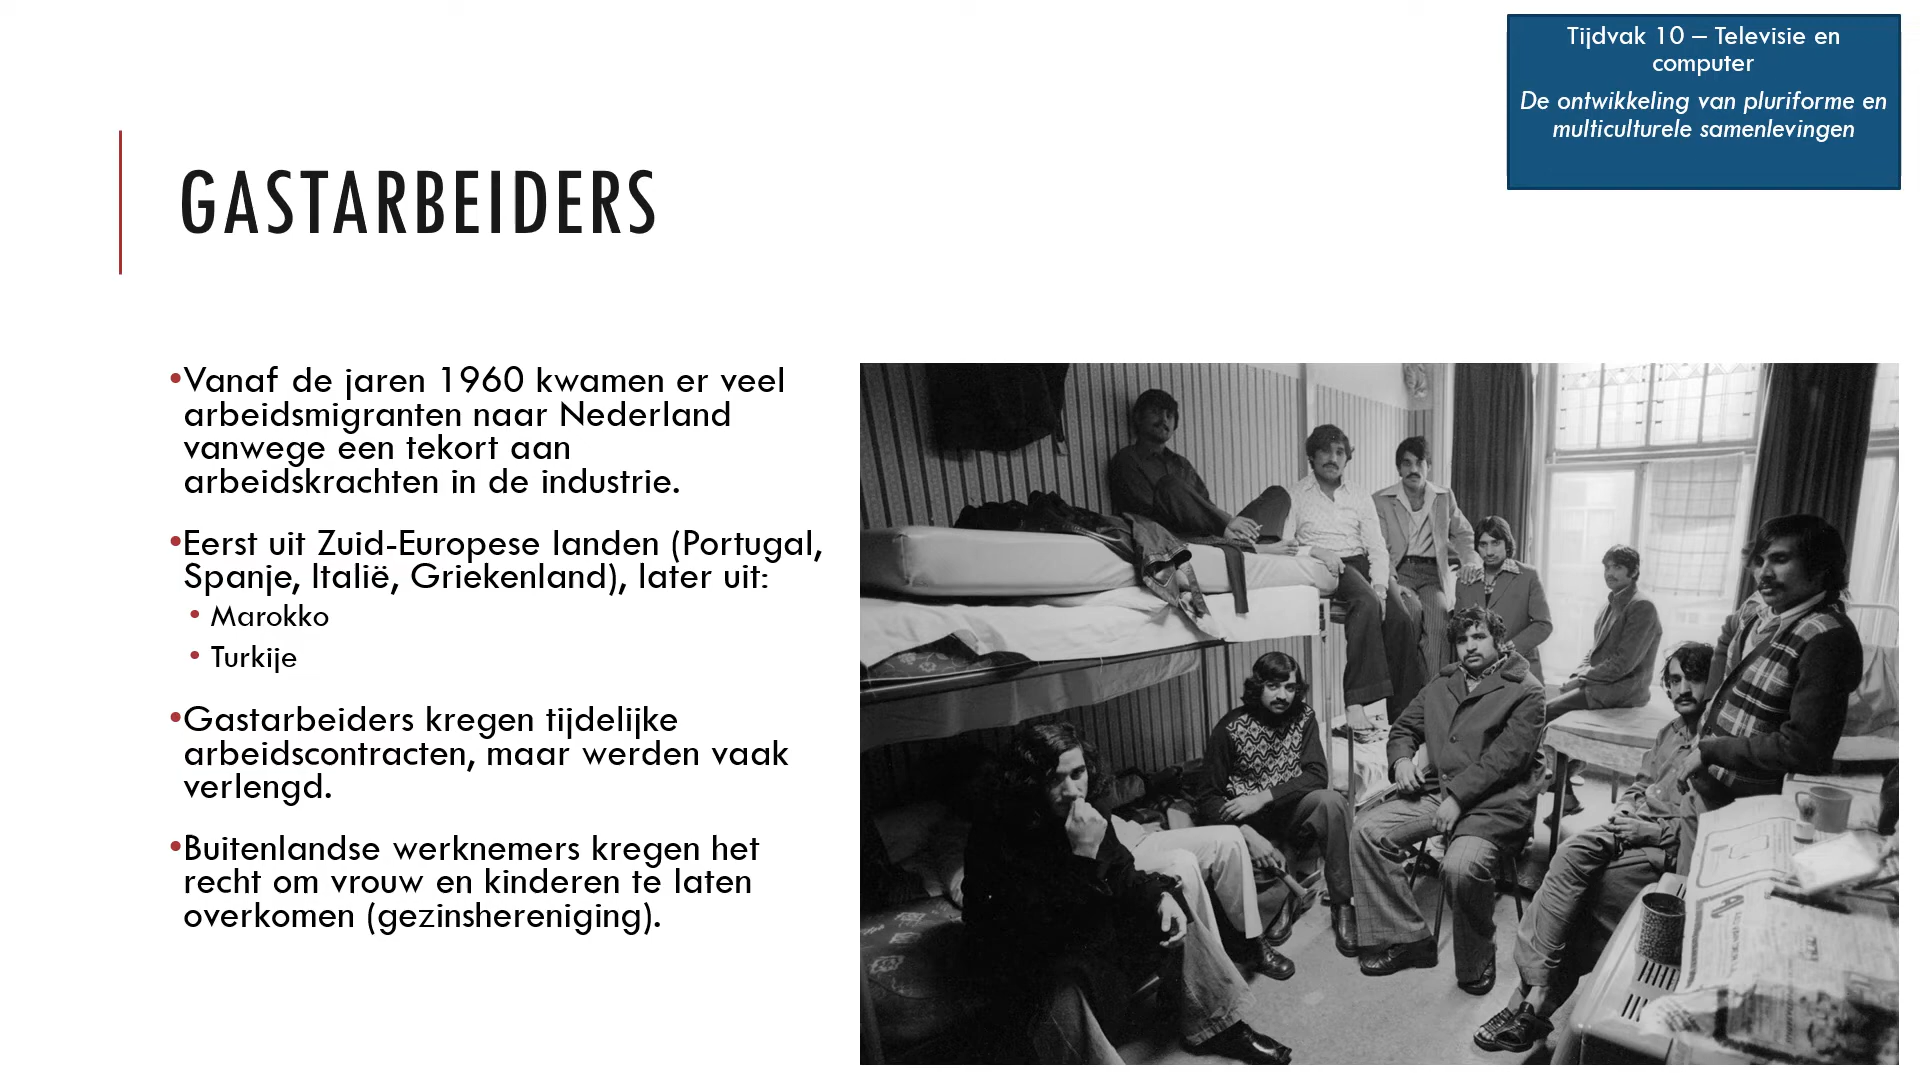 Tijdvak 10 – Televisie en
computer
De ontwikkeling van pluriforme en
multiculturele samenlevingen
GASTARBEIDERS
•Vanaf de jaren 1960 kwamen er veel
arbeidsmigranten naar Nederland
vanwege een tekort aan
arbeidskrachten in de industrie.
•Eerst uit Zuid-Europese landen (Portugal,
Spanje, Italië, Griekenland), later uit:
• Marokko
• Turkije
•Gastarbeiders kregen tijdelijke
arbeidscontracten, maar werden vaak
verlengd.
•Buitenlandse werknemers kregen het
recht om vrouw en kinderen te laten
overkomen (gezinshereniging).